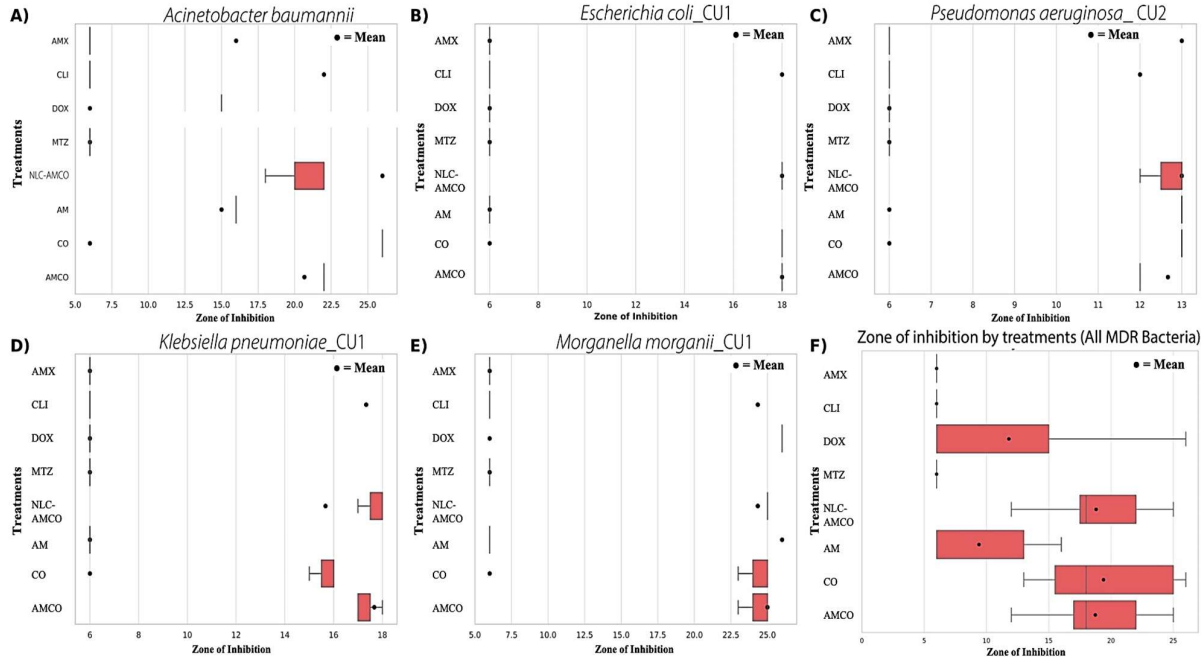 A)
Acinetobacter baumannii
● = Mean
AMX
CLI
DOX
MTZ
NLC-AMCO
AM
CO
AMCO
Treatments
5.0 7.5 10.0 12.5 15.0 17.5 20.0 22.5 25.0
Zone of Inhibition
B)
Escherichia coli_CU1
● = Mean
AMX
CLI
DOX
MTZ
NLC-
AMCO
AM
CO
AMCO
Treatments
6 8 10 12 14 16 18
Zone of Inhibition
C)
Pseudomonas aeruginosa_ CU2
● = Mean
AMX
CLI
DOX
MTZ
NLC-
AMCO
AM
CO
AMCO
Treatments
6 6 7 8 9 10 11 12 13
Zone of Inhibition
D)
Klebsiella pneumoniae_CU1
● = Mean
AMX
CLI
DOX
MTZ
NLC-
AMCO
AM
CO
AMCO
Treatments
6 8 10 12 14 16 18
Zone of Inhibition
E)
Morganella morganii_CU1
● = Mean
AMX
CLI
DOX
MTZ
NLC-
AMCO
AM
CO
AMCO
Treatments
5.0 7.5 10.0 12.5 15.0 17.5 20.0 22.5 25.0
Zone of Inhibition
F)
Zone of inhibition by treatments (All MDR Bacteria)
● = Mean
AMX
CLI
DOX
MTZ
NLC-
AMCO
AM
CO
AMCO
Treatments
0 5 10 15 20 25
Zone of Inhibition